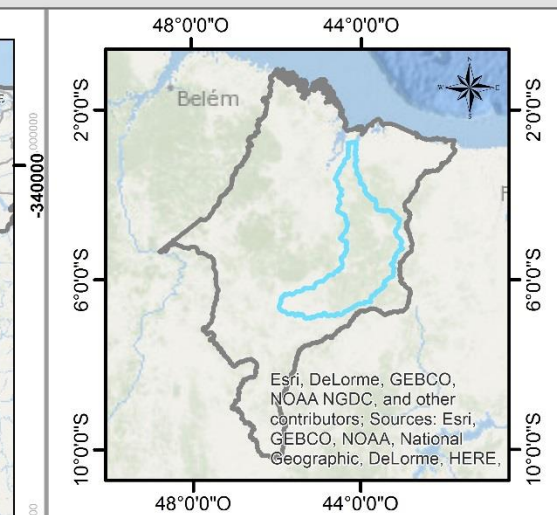 48°0'0"O 44°0'0"O
-340000
000000
2°0'0"S
6°0'0"S
10°0'0"S
Belém
N
W E
S
2°0'0"S
6°0'0"S
10°0'0"S
Esri, DeLorme, GEBCO,
NOAA NGDC, and other
contributors; Sources: Esri,
GEBCO, NOAA, National
Geographic, DeLorme, HERE,
48°0'0"O 44°0'0"O